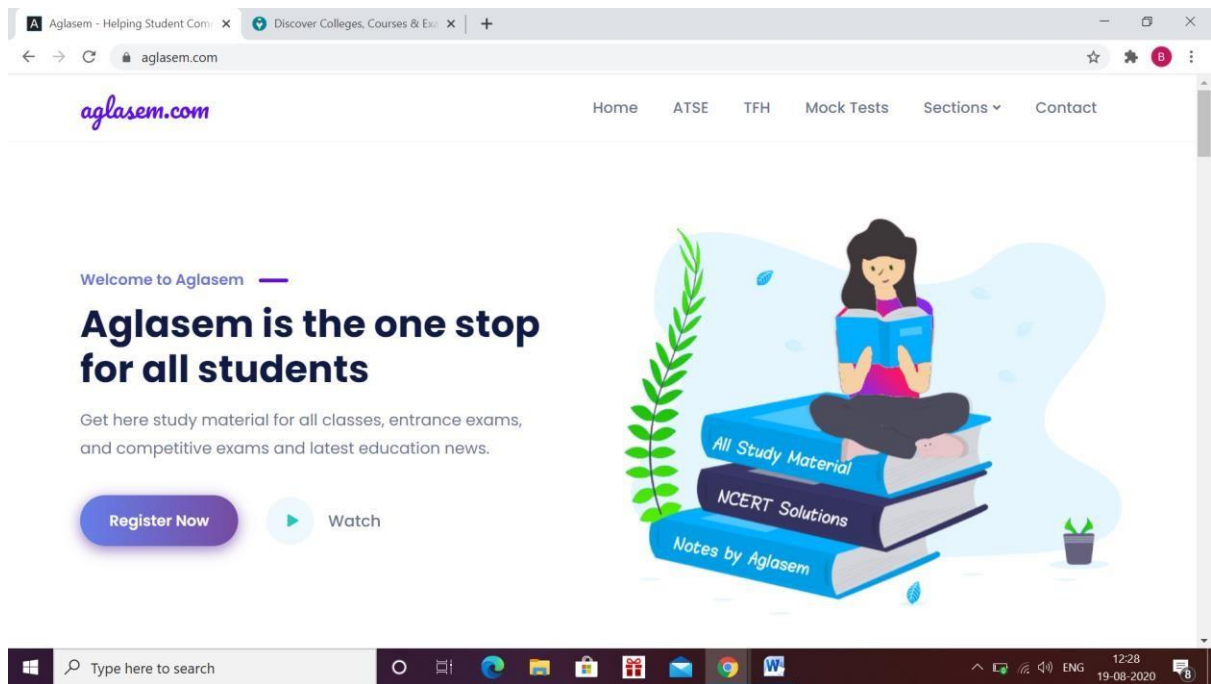 Aglasem - Helping Student Com
Discover Colleges, Courses & Exa
aglasem.com
B
aglasem.com
Home ATSE TFH Mock Tests Sections Contact
Welcome to Aglasem
Aglasem is the one stop
for all students
Get here study material for all classes, entrance exams,
and competitive exams and latest education news.
Register Now
Watch
All Study Material
NCERT Solutions
Notes by Aglasem
Type here to search
ENG
12:28
19-08-2020
8